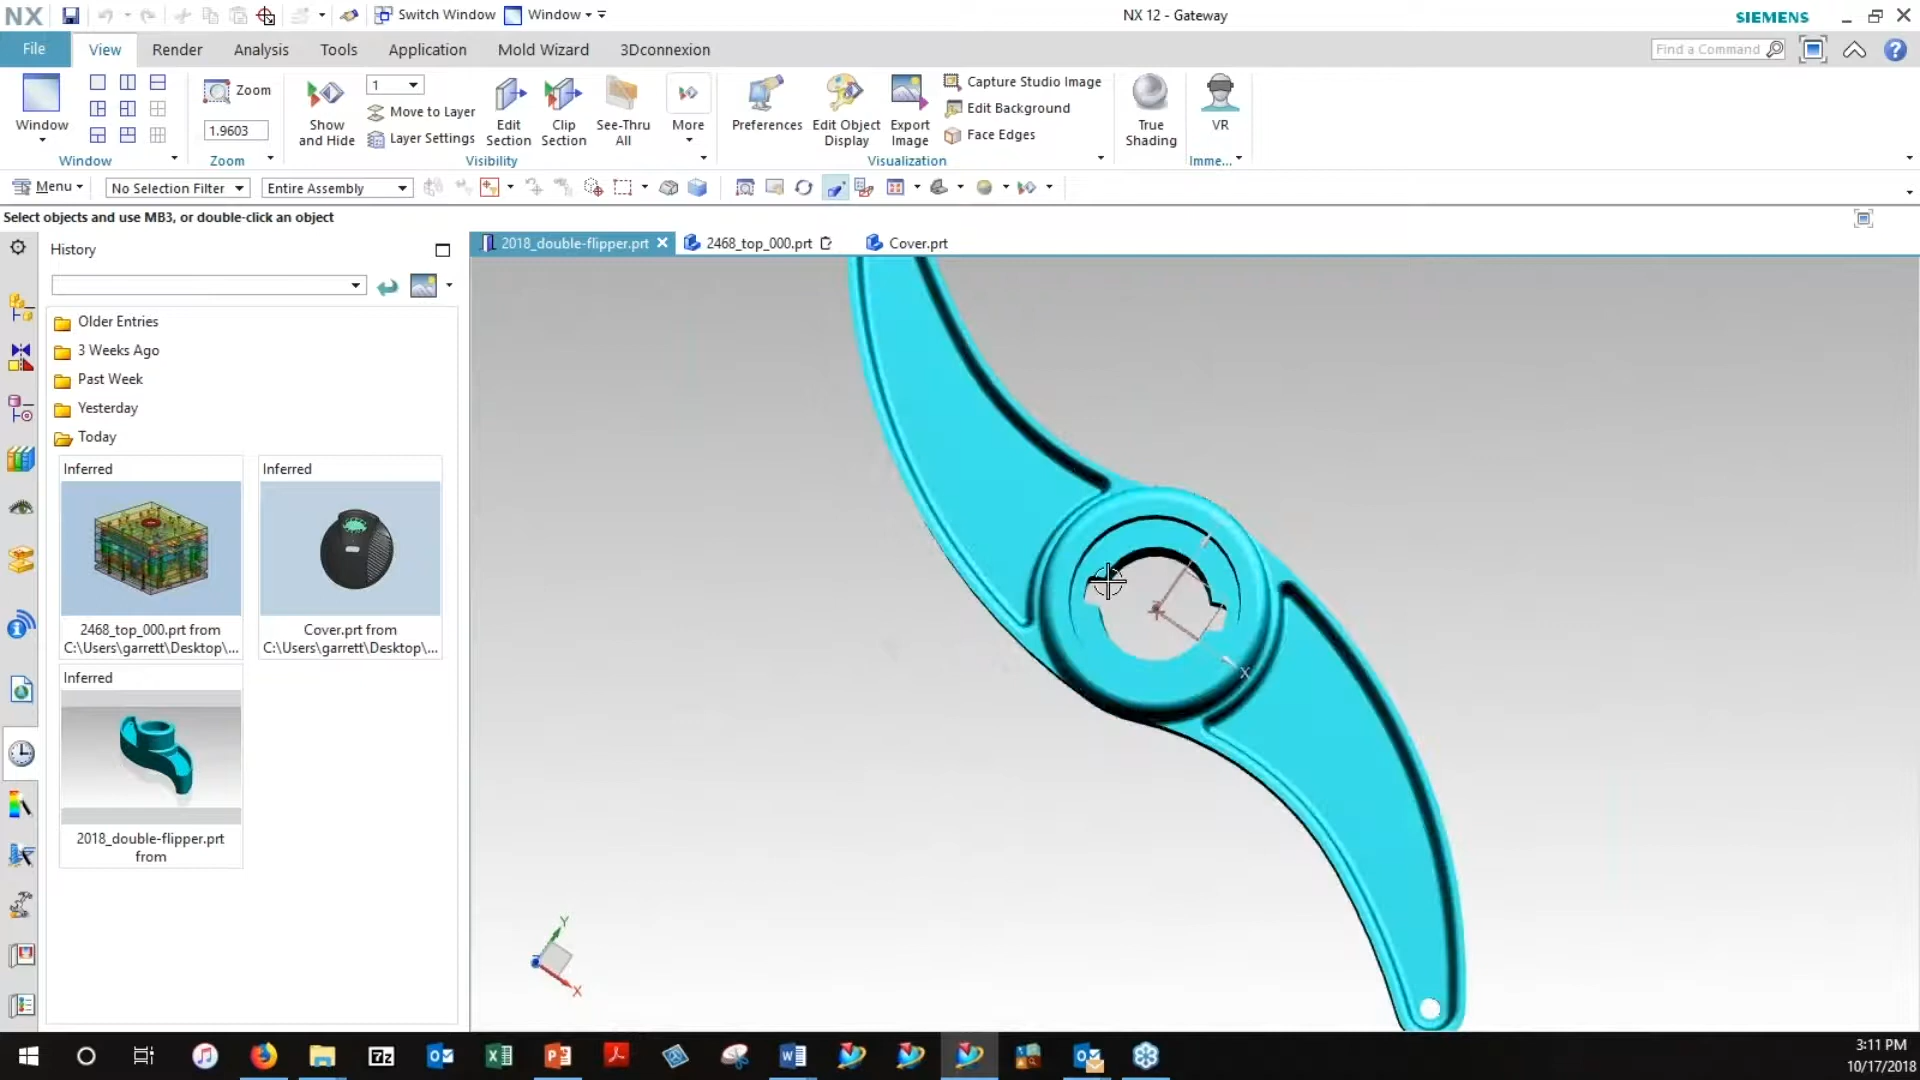 NX
Switch Window
Window
NX 12 - Gateway
SIEMENS
File
View
Render
Analysis
Tools
Application
Mold Wizard
3Dconnexion
Find a Command
Window
Zoom
1.9603
Show and Hide
1
Move to Layer
Layer Settings
Edit Section
Clip Section
See-Thru All
More
Preferences
Edit Object Display
Export Image
Capture Studio Image
Edit Background
Face Edges
True Shading
VR
Window
Zoom
Visibility
Visualization
Imme...
Menu
No Selection Filter
Entire Assembly
Select objects and use MB3, or double-click an object
History
2018_double-flipper.prt
2468_top_000.prt
Cover.prt
Older Entries
3 Weeks Ago
Past Week
Yesterday
Today
Inferred
Inferred
2468_top_000.prt from
C:\Users\garrett\Desktop\...
Cover.prt from
C:\Users\garrett\Desktop\...
Inferred
2018_double-flipper.prt
from
X
Y
X
7z
3:11 PM
10/17/2018